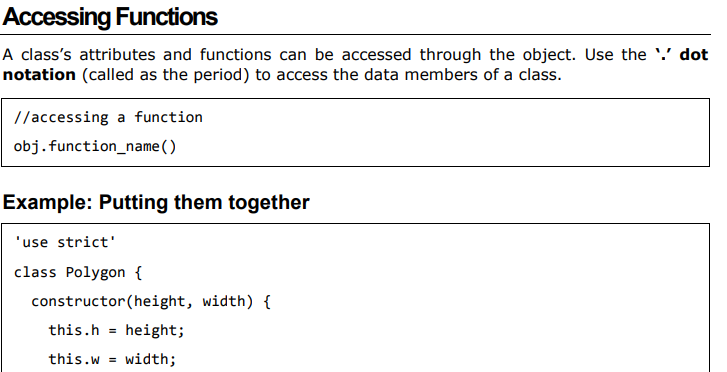 Accessing Functions
A class’s attributes and functions can be accessed through the object. Use the ‘.’ dot
notation (called as the period) to access the data members of a class.
//accessing a function
obj.function_name()
Example: Putting them together
'use strict'
class Polygon {
constructor(height, width) {
this.h = height;
this.w = width;